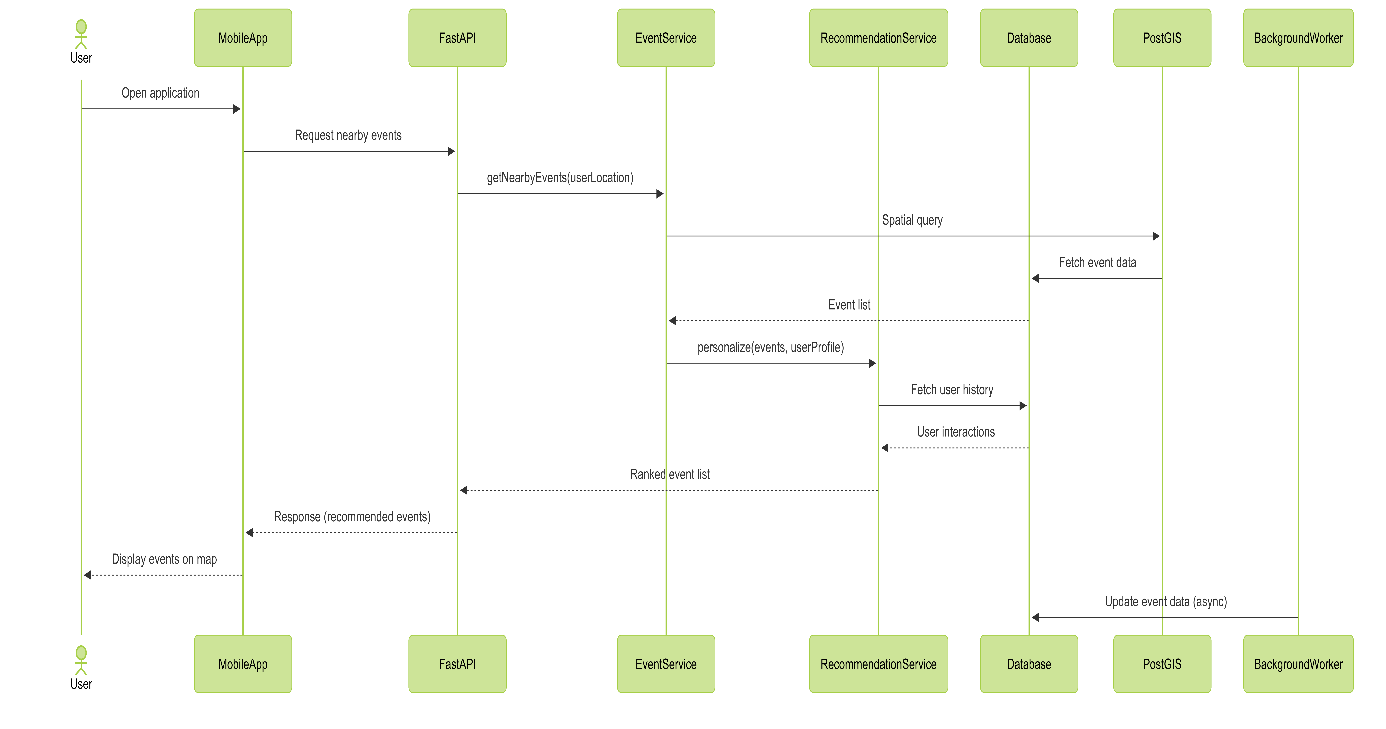 User
MobileApp
FastAPI
EventService
RecommendationService
Database
PostGIS
BackgroundWorker
Open application
Request nearby events
getNearbyEvents(userLocation)
Spatial query
Fetch event data
Event list
personalize(events, userProfile)
Fetch user history
User interactions
Ranked event list
Response (recommended events)
Display events on map
Update event data (async)
User
MobileApp
FastAPI
EventService
RecommendationService
Database
PostGIS
BackgroundWorker